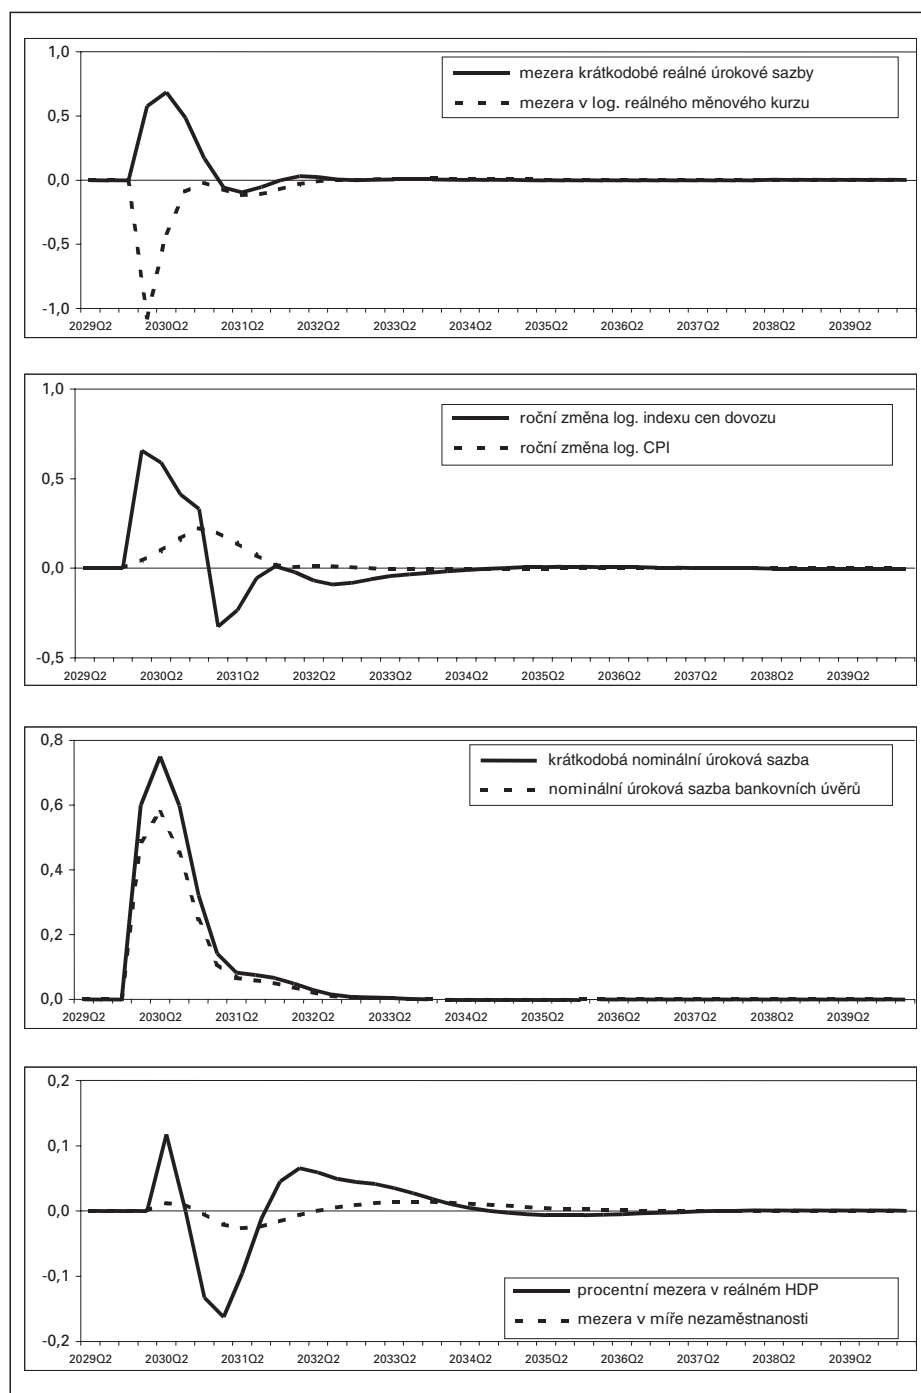 1,0
mezera krátkodobé reálné úrokové sazby
mezera v log. reálného měnového kurzu
0,5
0,0
-0,5
-1,0
2029Q2 2030Q2 2031Q2 2032Q2 2033Q2 2034Q2 2035Q2 2036Q2 2037Q2 2038Q2 2039Q2
1,0
roční změna log. indexu cen dovozu
roční změna log. CPI
0,5
0,0
-0,5
2029Q2 2030Q2 2031Q2 2032Q2 2033Q2 2034Q2 2035Q2 2036Q2 2037Q2 2038Q2 2039Q2
0,8
krátkodobá nominální úroková sazba
nominální úroková sazba bankovních úvěrů
0,6
0,4
0,2
0,0
2029Q2 2030Q2 2031Q2 2032Q2 2033Q2 2034Q2 2035Q2 2036Q2 2037Q2 2038Q2 2039Q2
0,2
0,1
0,0
-0,1
procentní mezera v reálném HDP
mezera v míře nezaměstnanosti
-0,2
2029Q2 2030Q2 2031Q2 2032Q2 2033Q2 2034Q2 2035Q2 2036Q2 2037Q2 2038Q2 2039Q2